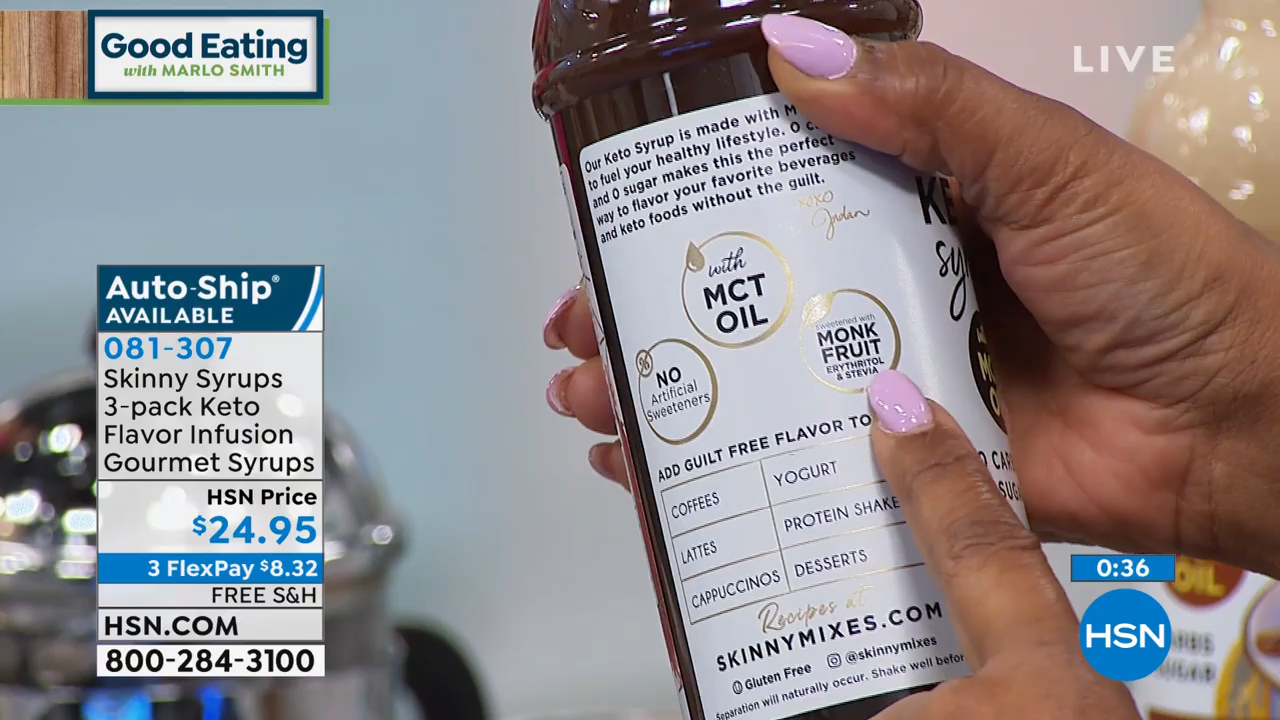 Good Eating
with MARLO SMITH
LIVE
Auto-Ship®
AVAILABLE
081-307
Skinny Syrups
3-pack Keto
Flavor Infusion
Gourmet Syrups
HSN Price
$24.95
3 FlexPay $8.32
FREE S&H
HSN.COM
800-284-3100
Our Keto Syrup is made with
to fuel your healthy lifestyle. 0
and 0 sugar makes this the perfect
way to flavor your favorite beverages
and keto foods without the guilt.
xoxo
Jordan
with
MCT
OIL
sweetened with
MONK
FRUIT
ERYTHRITOL
& STEVIA
NO
Artificial
Sweeteners
ADD GUILT FREE FLAVOR TO
COFFEES
YOGURT
LATTES
PROTEIN SHAKE
CAPPUCCINOS
DESSERTS
Recipes at
SKINNYMIXES.COM
Gluten Free
@skinnymixes
Separation will naturally occur. Shake well
0:36
HSN
OIL